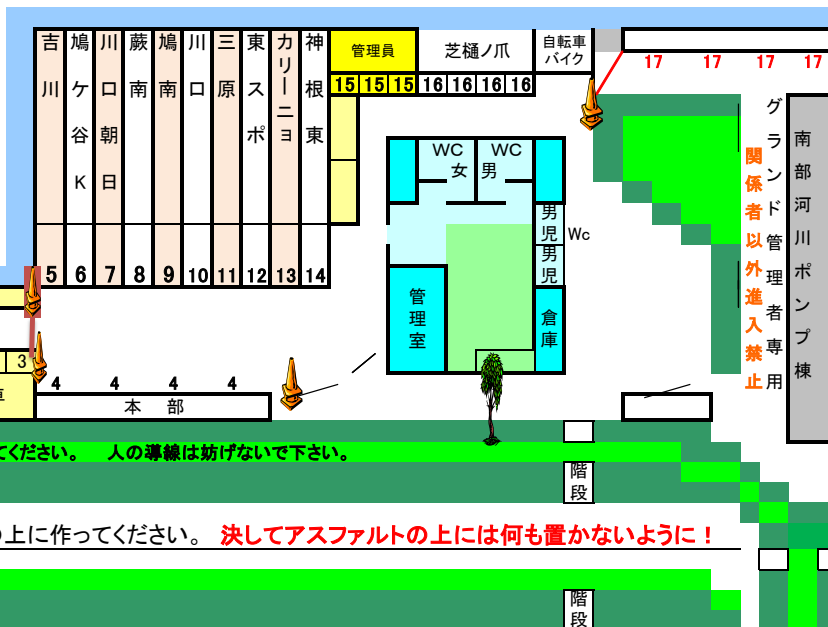 吉川
鳩ケ谷K
川口朝日
蕨南
鳩南
川口
三原
東スポ
カリーニョ
神根東
管理員
芝樋ノ爪
自転車
バイク
15 15 15 16 16 16 16
17 17 17 17
5 6 7 8 9 10 11 12 13 14
WC
女
WC
男
男児
男児
Wc
管理室
倉庫
グランド管理者専用
関係者以外進入禁止
南部河川ポンプ棟
3
4 4 4 4
本部
てください。 人の導線は妨げないで下さい。
階段
の上に作ってください。 決してアスファルトの上には何も置かないように！
階段